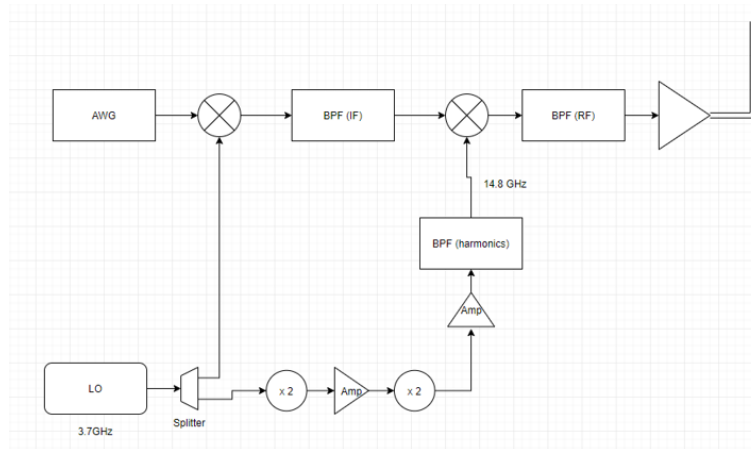 AWG
BPF (IF)
BPF (RF)
14.8 GHz
BPF (harmonics)
Amp
LO
x 2
Amp
x 2
Splitter
3.7GHz